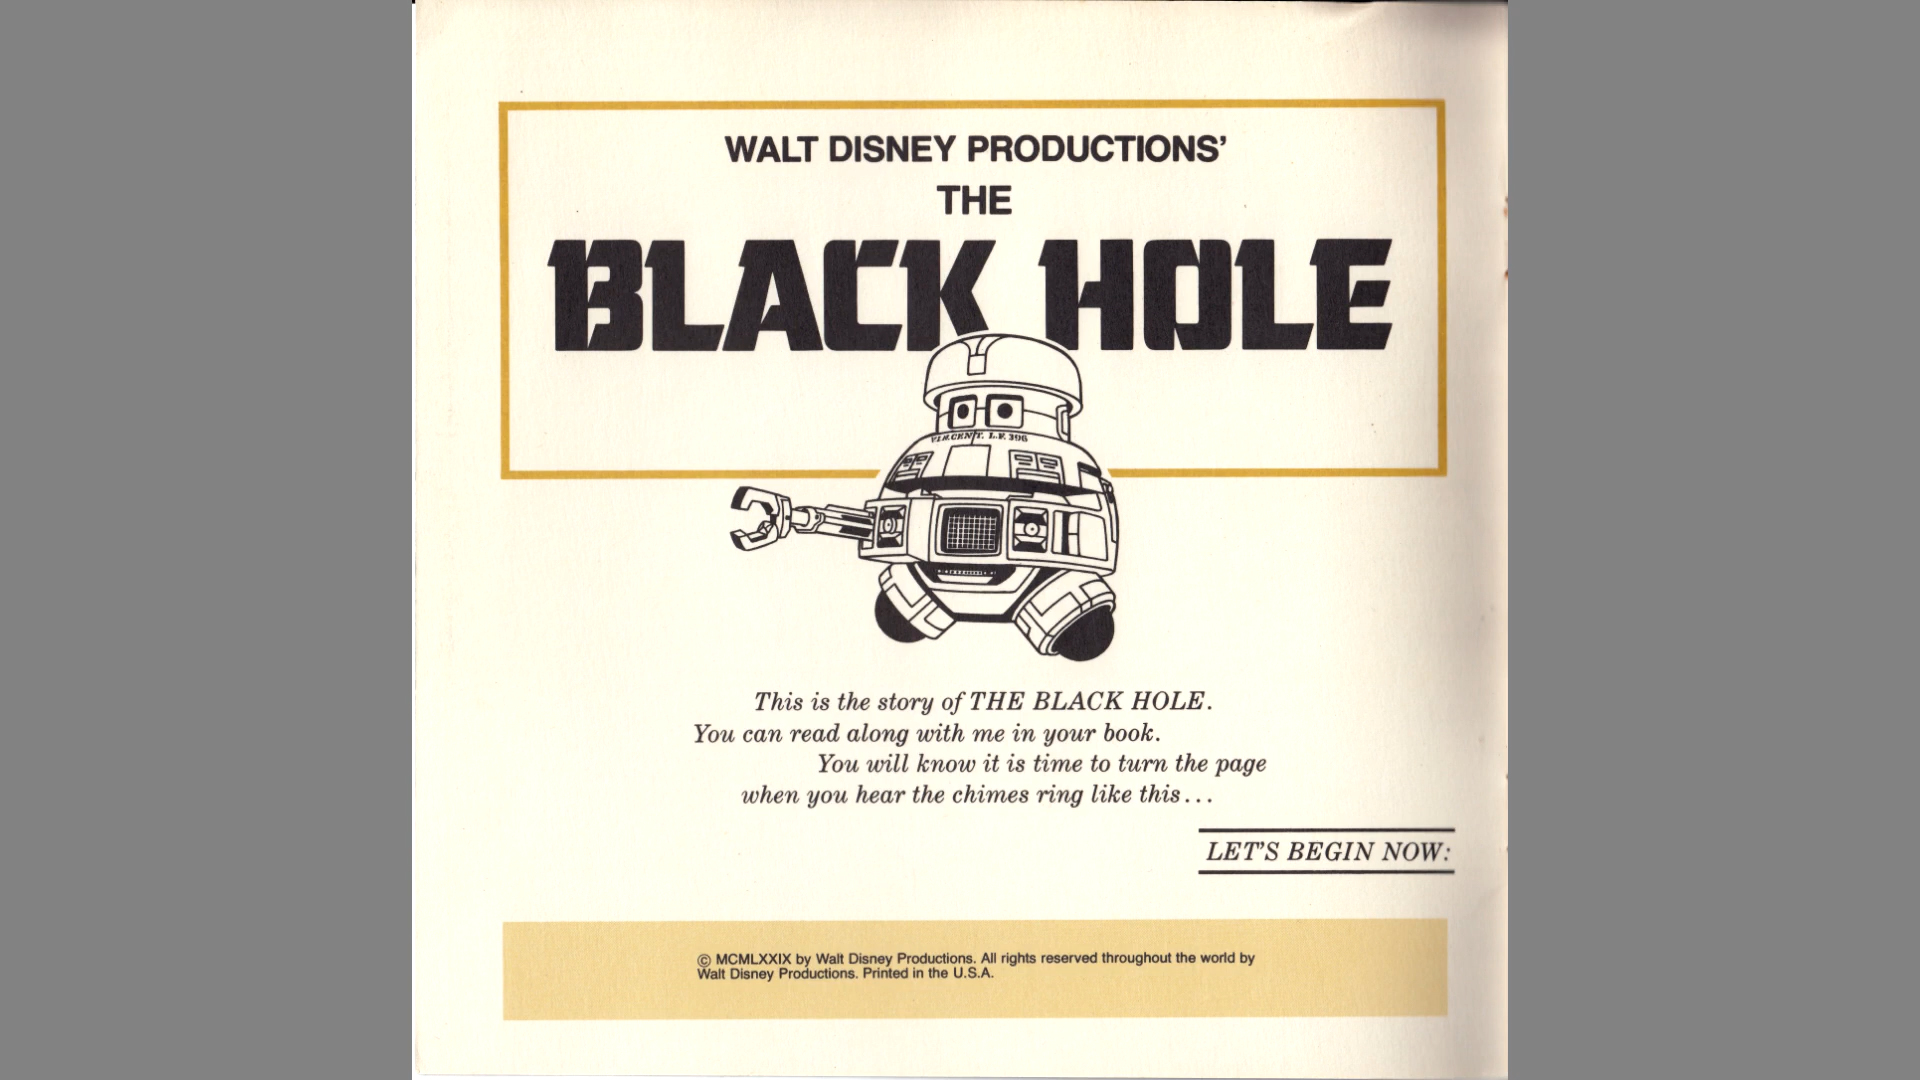 WALT DISNEY PRODUCTIONS’
THE
BLACK HOLE
VINCENT. L.F. 396
This is the story of THE BLACK HOLE.
You can read along with me in your book.
You will know it is time to turn the page
when you hear the chimes ring like this...
LET’S BEGIN NOW:
© MCMLXXIX by Walt Disney Productions. All rights reserved throughout the world by
Walt Disney Productions. Printed in the U.S.A.